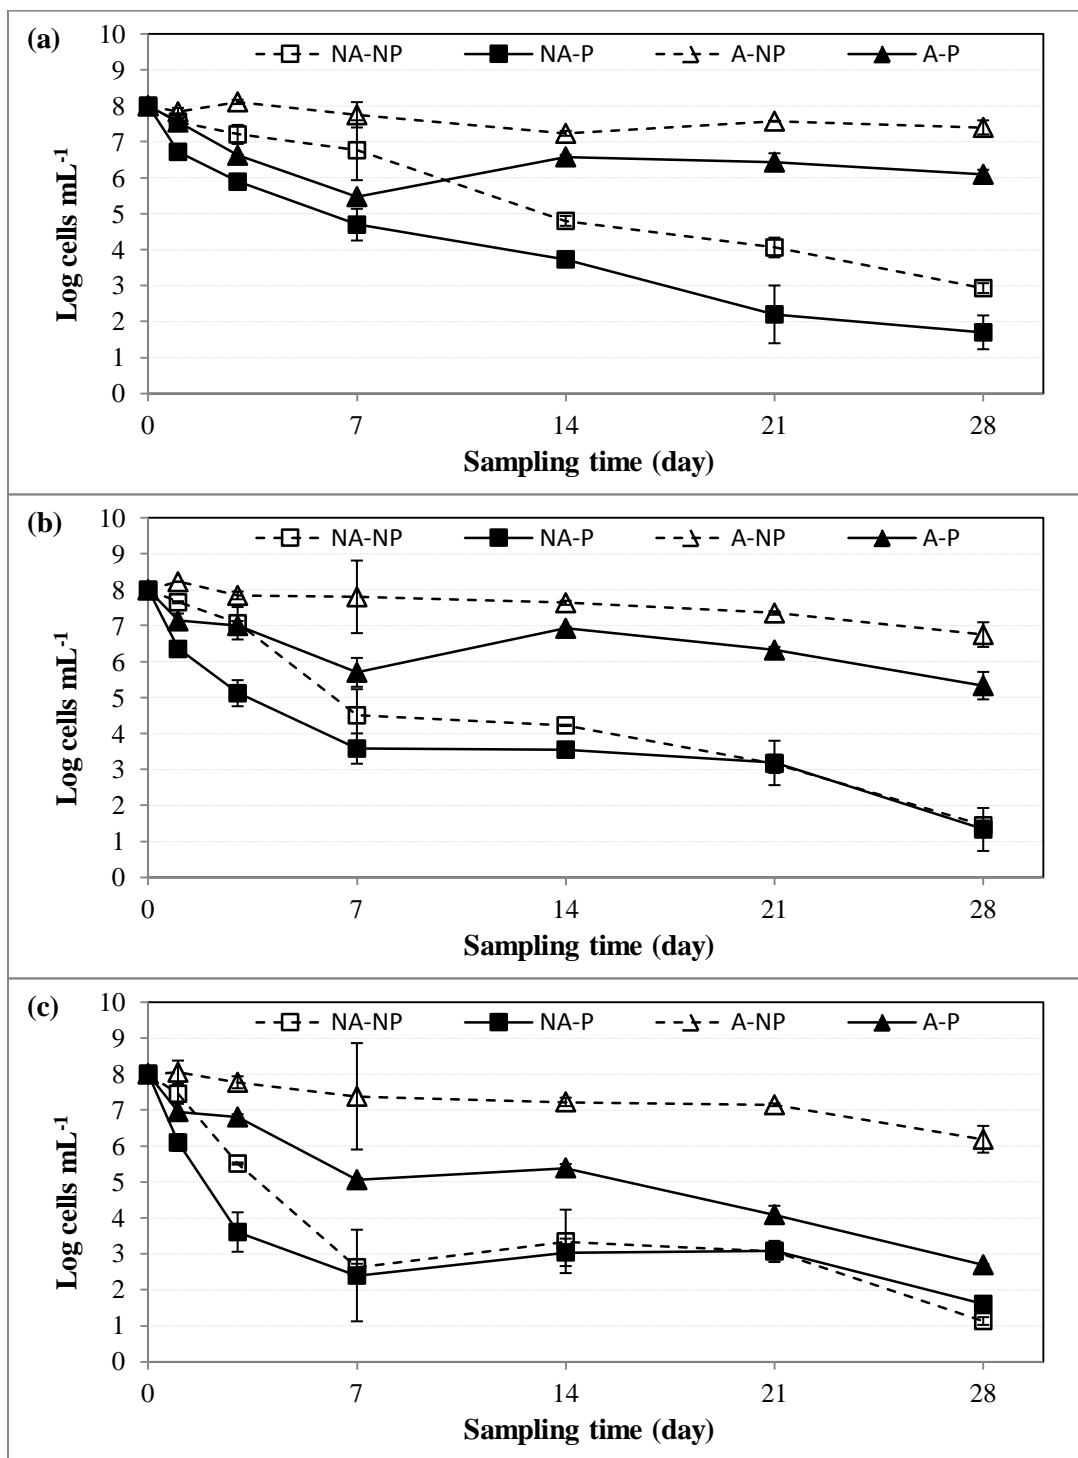 (a)
NA-NP NA-P A-NP A-P
10
9
8
7
6
5
4
3
2
1
0
Log cells mL-1
0 7 14 21 28
Sampling time (day)
(b)
NA-NP NA-P A-NP A-P
10
9
8
7
6
5
4
3
2
1
0
Log cells mL-1
0 7 14 21 28
Sampling time (day)
(c)
NA-NP NA-P A-NP A-P
10
9
8
7
6
5
4
3
2
1
0
Log cells mL-1
0 7 14 21 28
Sampling time (day)